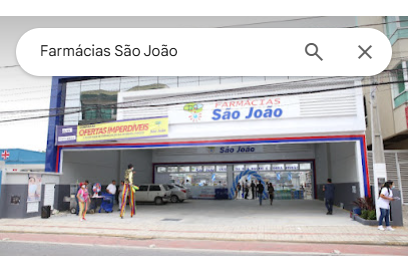 Farmácias São João
FARMÁCIAS
São João
OFERTAS IMPERDÍVEIS
São João